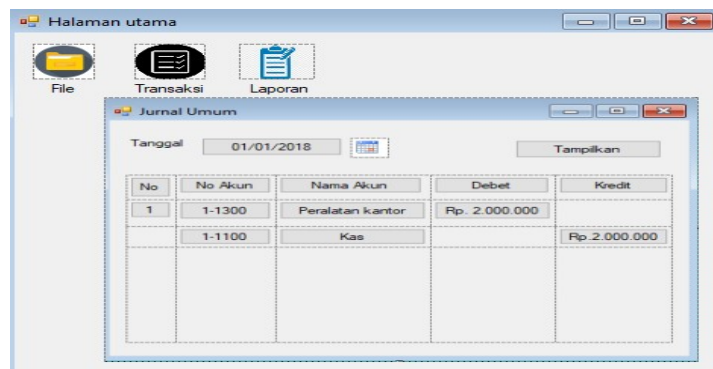 Halaman utama
File Transaksi Laporan
Jurnal Umum
Tanggal 01/01/2018 Tampilkan
No No Akun Nama Akun Debet Kredit
1 1-1300 Peralatan kantor Rp. 2.000.000
1-1100 Kas Rp.2.000.000